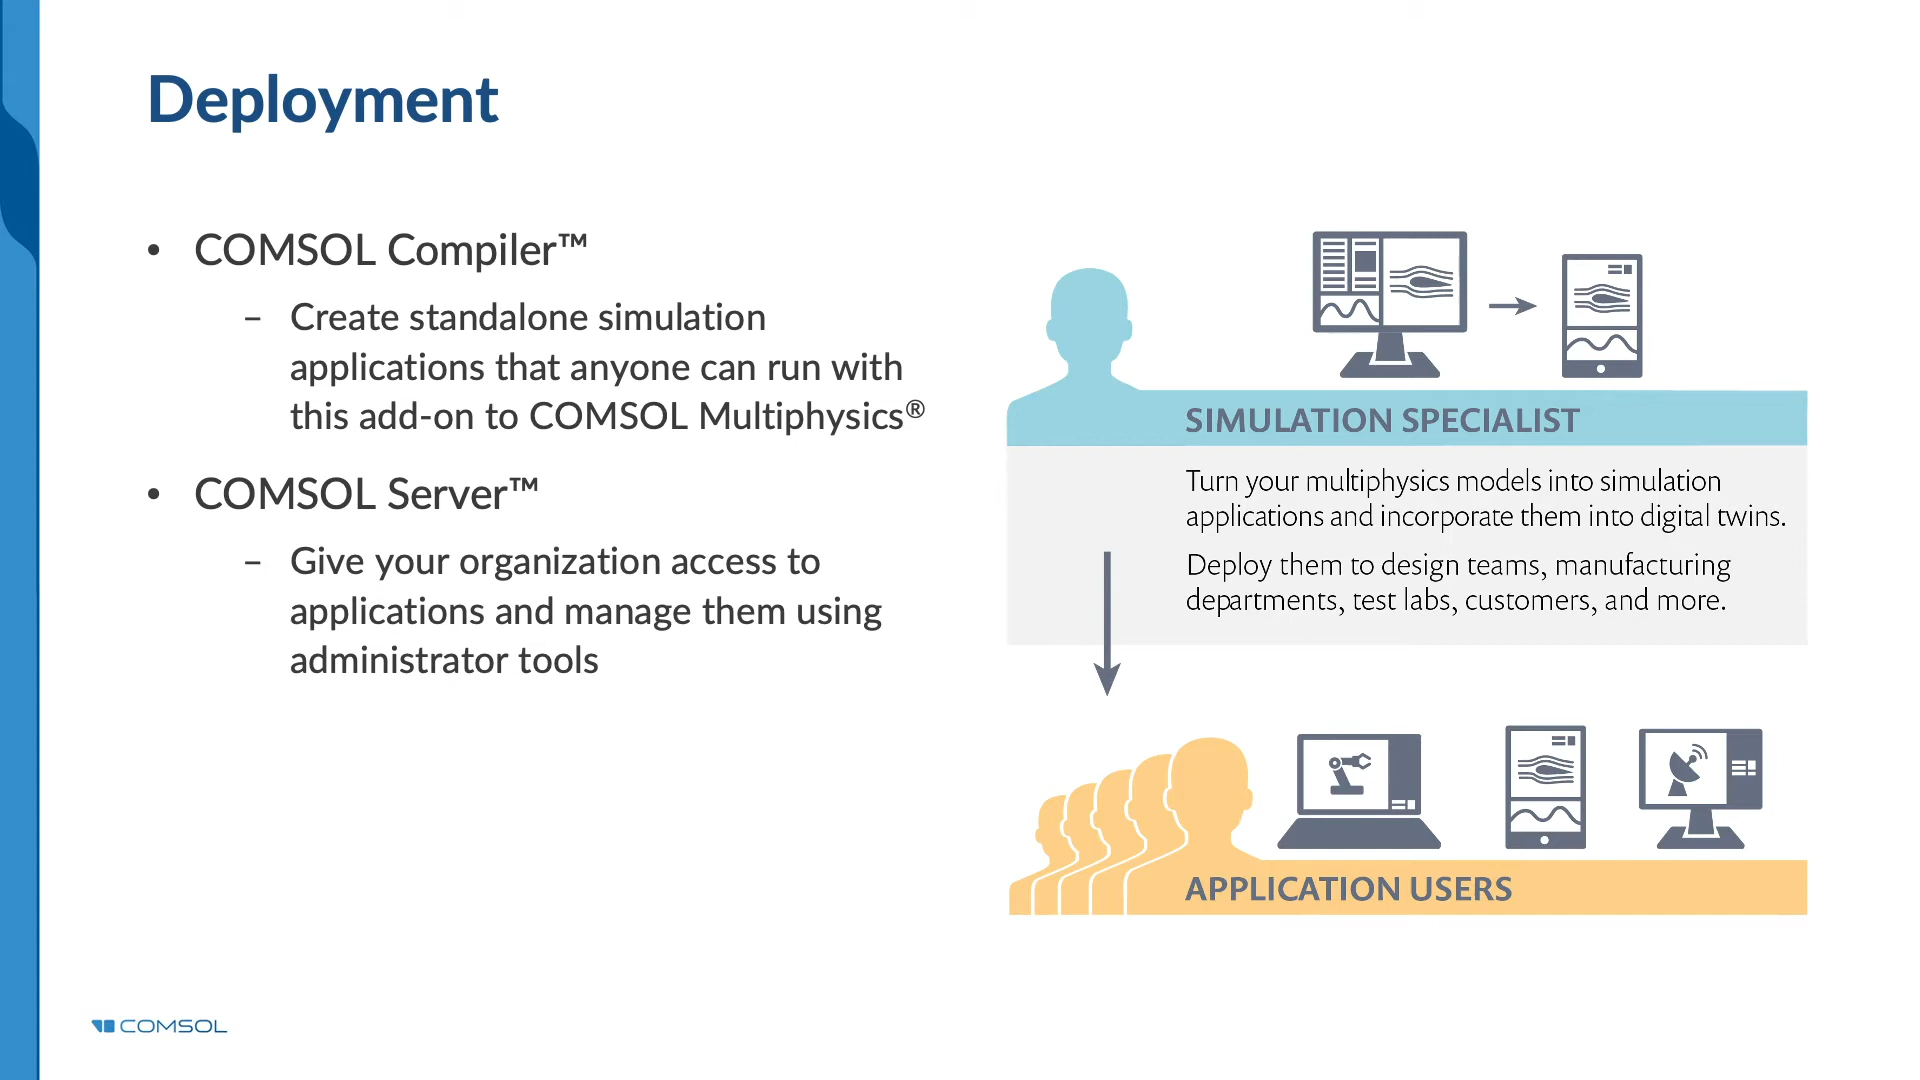 Deployment
• COMSOL Compiler™
– Create standalone simulation
applications that anyone can run with
this add-on to COMSOL Multiphysics®
• COMSOL Server™
– Give your organization access to
applications and manage them using
administrator tools
SIMULATION SPECIALIST
Turn your multiphysics models into simulation
applications and incorporate them into digital twins.
Deploy them to design teams, manufacturing
departments, test labs, customers, and more.
APPLICATION USERS
COMSOL